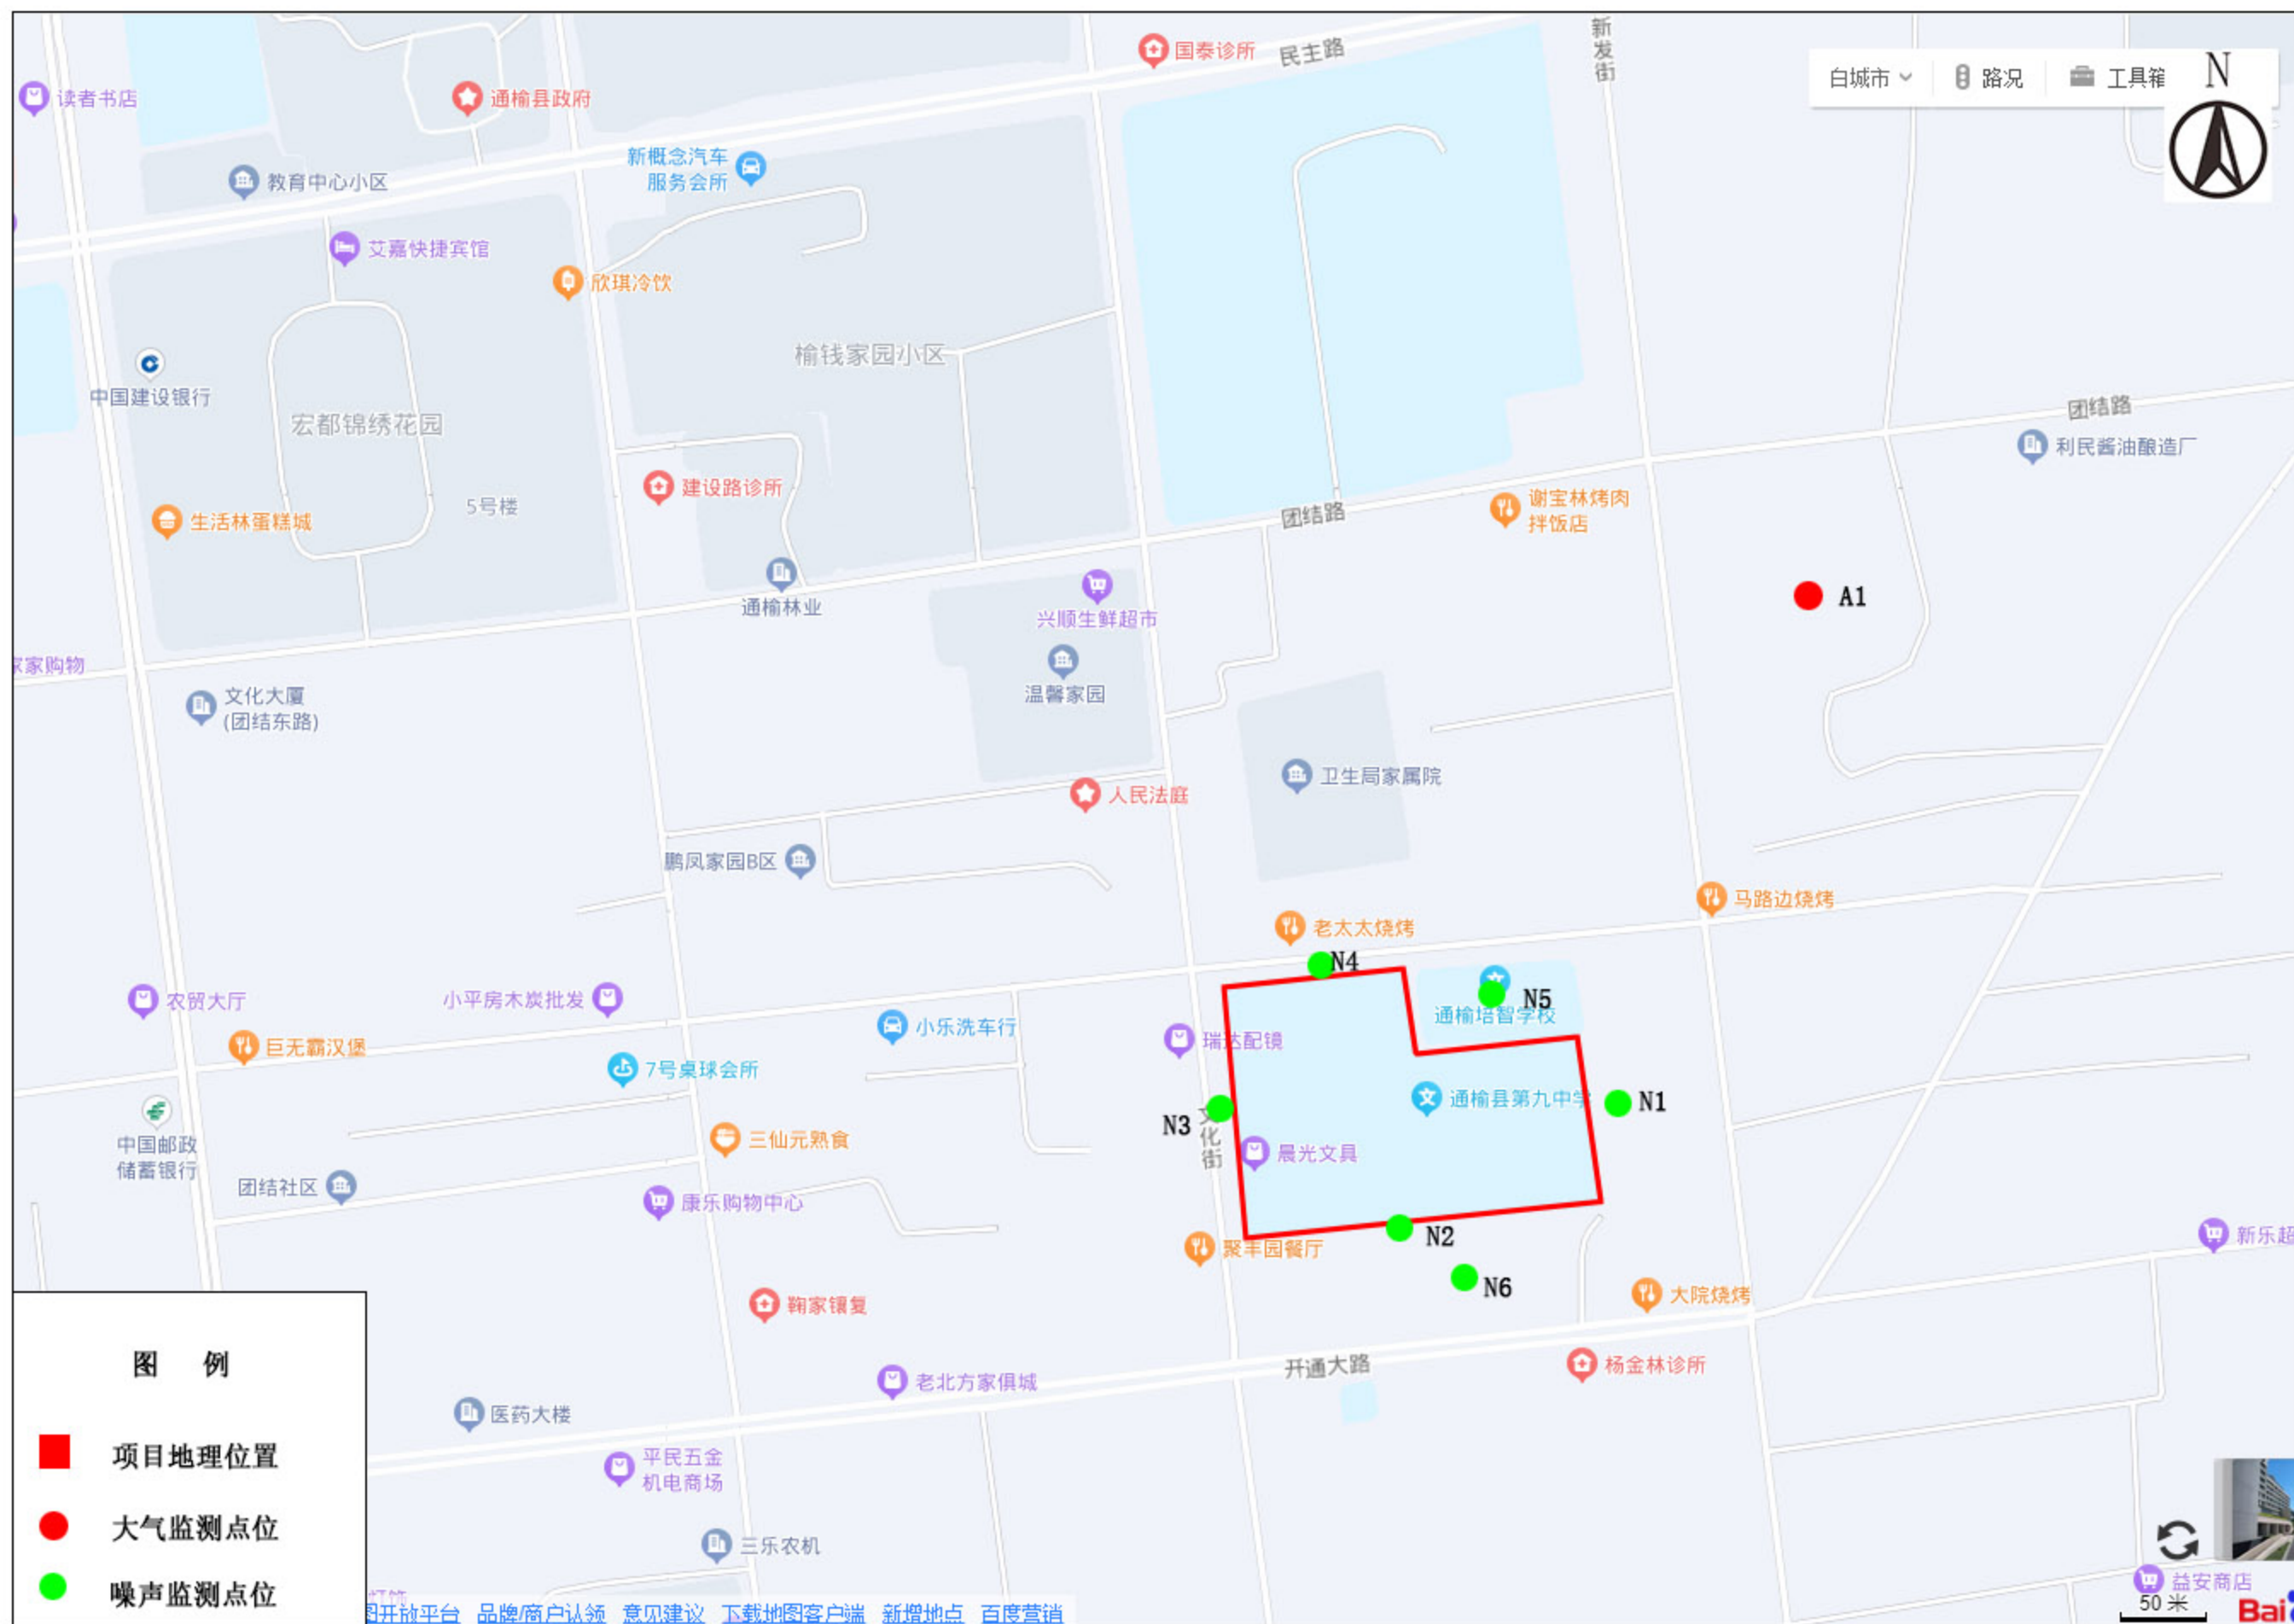 国泰诊所
民主路
新发街
白城市
路况
工具箱
N
读者书店
通榆县政府
新概念汽车
服务会所
教育中心小区
艾嘉快捷宾馆
欣琪冷饮
榆钱家园小区
中国建设银行
宏都锦绣花园
团结路
利民酱油酿造厂
建设路诊所
5号楼
生活林蛋糕城
谢宝林烤肉
拌饭店
团结路
通榆林业
兴顺生鲜超市
A1
家家购物
温馨家园
文化大厦
(团结东路)
卫生局家属院
人民法庭
鹏凤家园B区
马路边烧烤
老太太烧烤
N4
农贸大厅
小平房木炭批发
N5
通榆培智学校
小乐洗车行
瑞达配镜
巨无霸汉堡
7号桌球会所
通榆县第九中学
N1
N3
文化街
中国邮政
储蓄银行
三仙元熟食
晨光文具
团结社区
康乐购物中心
N2
聚丰园餐厅
新乐超
N6
大院烧烤
鞠家镶复
开通大路
杨金林诊所
老北方家俱城
医药大楼
平民五金
机电商场
三乐农机
图 例
项目地理位置
大气监测点位
噪声监测点位
益安商店
50 米
Bai
图开放平台 品牌/商户认领 意见建议 下载地图客户端 新增地点 百度营销